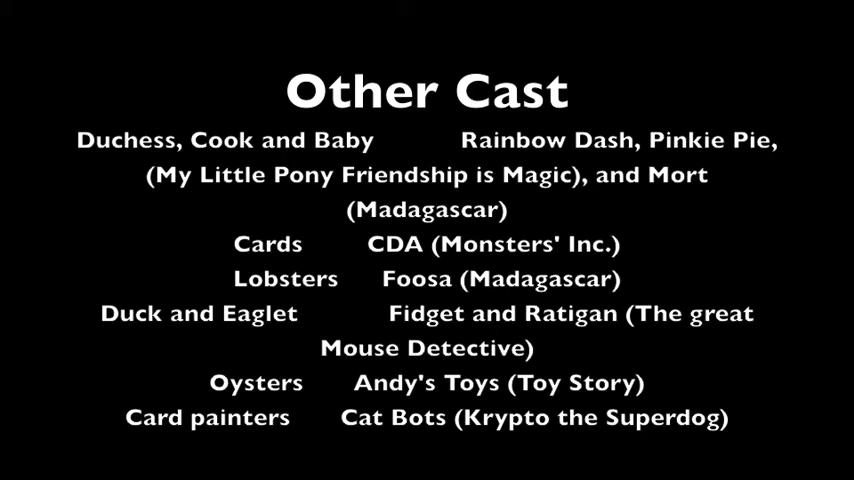 Other Cast
Duchess, Cook and Baby Rainbow Dash, Pinkie Pie,
(My Little Pony Friendship is Magic), and Mort
(Madagascar)
Cards CDA (Monsters' Inc.)
Lobsters Foosa (Madagascar)
Duck and Eaglet Fidget and Ratigan (The great
Mouse Detective)
Oysters Andy's Toys (Toy Story)
Card painters Cat Bots (Krypto the Superdog)